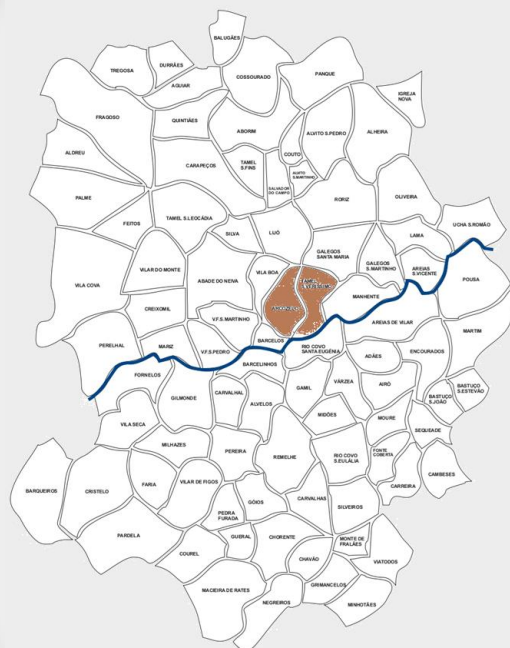 BALUGÃES
TREGOSA
DURRÃES
COSSOURADO
PANQUE
AGUIAR
IGREJA
NOVA
FRAGOSO
QUINTIÃES
ABORIM
ALVITO S.PEDRO
ALHEIRA
ALDREU
COUTO
CARAPEÇOS
TAMEL
S.FINS
SALVADOR
DO CAMPO
PALME
RORIZ
OLIVEIRA
FEITOS
TAMEL S.LEOCÁDIA
SILVA
LIJÓ
UCHA S.ROMÃO
LAMA
GALEGOS
SANTA MARIA
GALEGOS
S.MARTINHO
AREIAS
S.VICENTE
VILAR DO MONTE
VILA BOA
ABADE DO NEIVA
POUSA
VILA COVA
MANHENTE
CREIXOMIL
V.F.S.MARTINHO
AREIAS DE VILAR
MARTIM
PERELHAL
MARIZ
V.F.S.PEDRO
BARCELOS
RIO COVO
SANTA EUGÉNIA
ADÃES
ENCOURADOS
BARCELINHOS
FORNELOS
GILMONDE
CARVALHAL
ALVELOS
GAMIL
VÁRZEA
AIRÓ
BASTUÇO
S.ESTEVÃO
BASTUÇO
S.JOÃO
MIDÕES
MOURE
VILA SECA
SEQUEADE
MILHAZES
PEREIRA
REMELHE
RIO COVO
S.EULÁLIA
FONTE
COBERTA
CAMBESES
BARQUEIROS
CRISTELO
FARIA
VILAR DE FIGOS
CARREIRA
GÓIOS
CARVALHAS
SILVEIROS
PEDRA
FURADA
PARDELA
GUERAL
CHORENTE
MONTE DE
FRALÃES
COUREL
CHAVÃO
VIATODOS
MACIEIRA DE RATES
GRIMANCELOS
NEGREIROS
MINHOTÃES